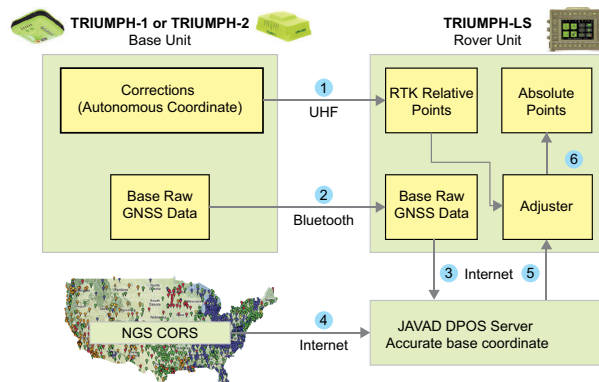 TRIUMPH-1 or TRIUMPH-2
Base Unit
TRIUMPH-LS
Rover Unit
Corrections
(Autonomous Coordinate)
1
UHF
RTK Relative
Points
Absolute
Points
6
Base Raw
GNSS Data
2
Bluetooth
Base Raw
GNSS Data
Adjuster
3 Internet 5
NGS CORS
4
Internet
JAVAD DPOS Server
Accurate base coordinate